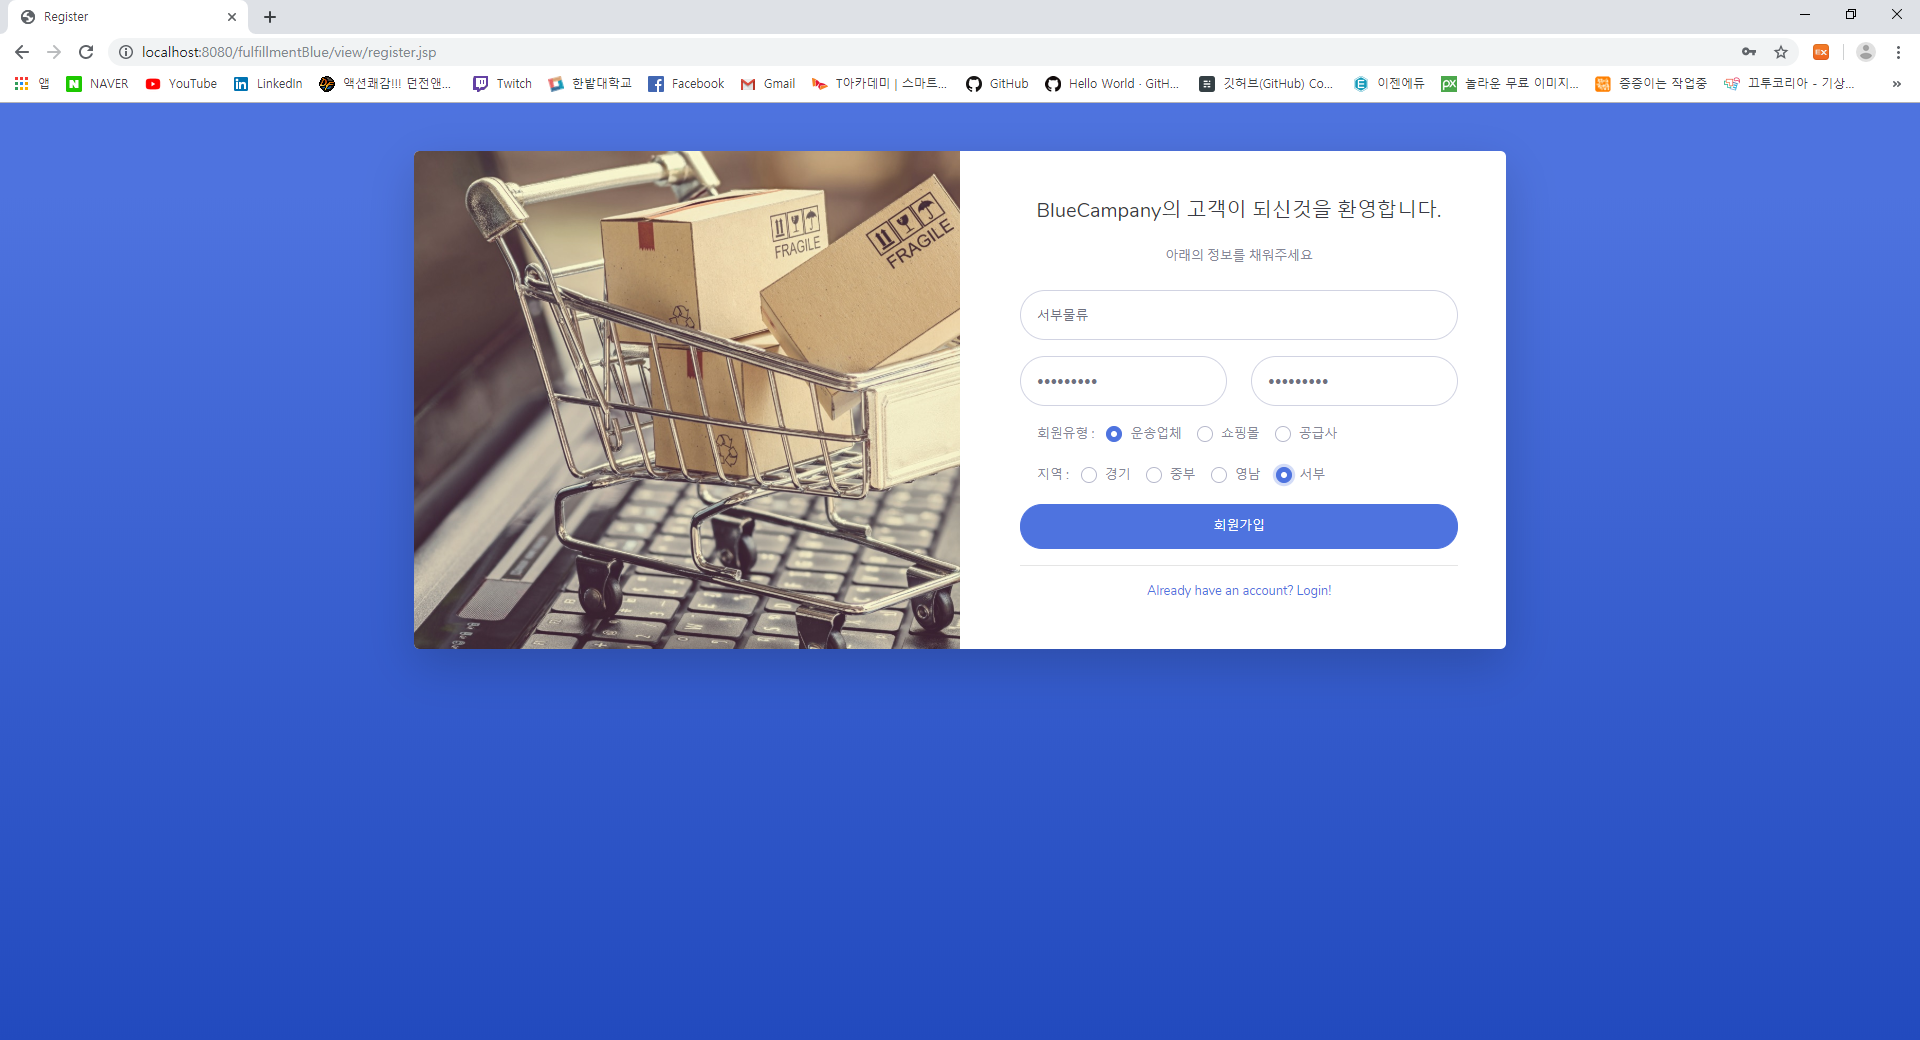 Register
localhost:8080/fulfillmentBlue/view/register.jsp
앱 NAVER YouTube LinkedIn 액션쾌감!!! 던전앤... Twitch 한밭대학교 Facebook Gmail T아카데미 | 스마트... GitHub Hello World · GitH... 깃허브(GitHub) Co... 이젠에듀 놀라운 무료 이미지... 증증이는 작업중 끄투코리아 - 기상... »
FRAGILE
FRAGILE
BlueCampany의 고객이 되신것을 환영합니다.
아래의 정보를 채워주세요
서부물류
••••••••• •••••••••
회원유형 : 운송업체 쇼핑몰 공급사
지역 : 경기 중부 영남 서부
회원가입
Already have an account? Login!